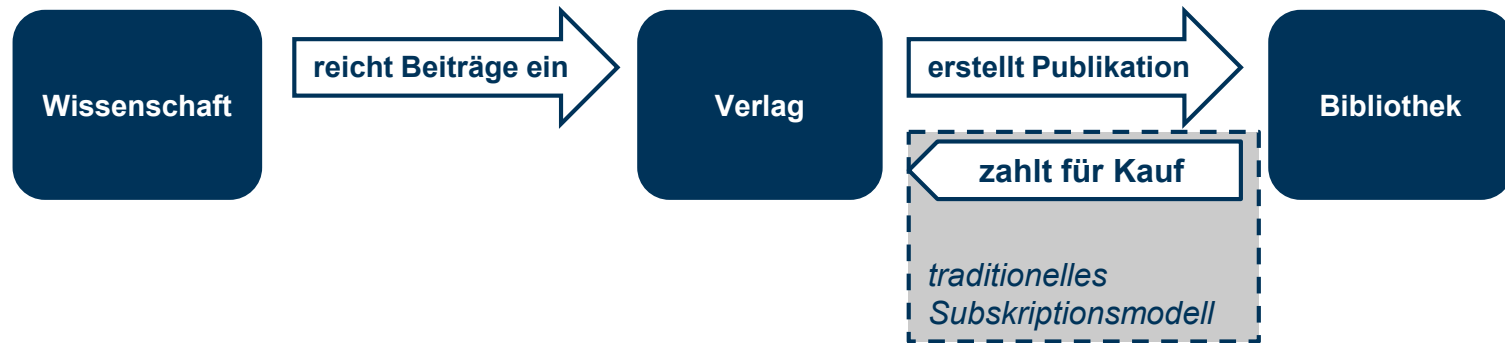 Wissenschaft
reicht Beiträge ein
Verlag
erstellt Publikation
Bibliothek
zahlt für Kauf
traditionelles
Subskriptionsmodell